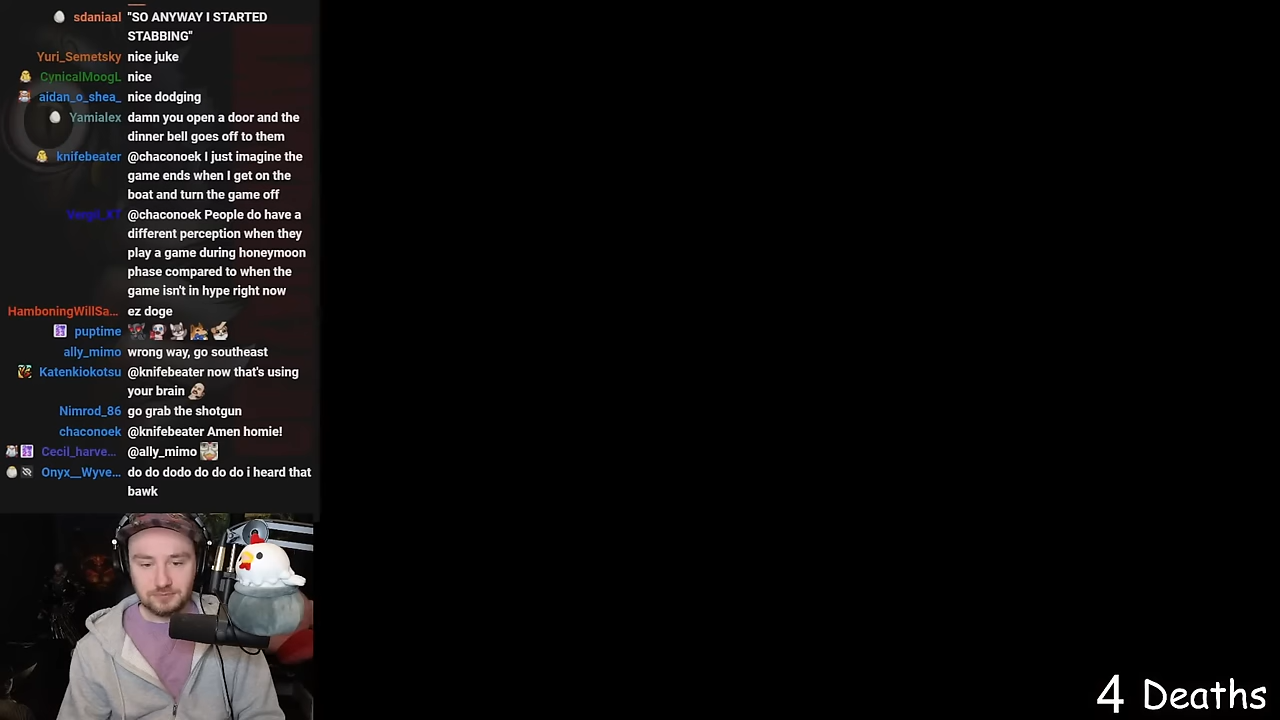 sdaniaal "SO ANYWAY I STARTED
STABBING"
Yuri_Semetsky nice juke
CynicalMoogL nice
aidan_o_shea_ nice dodging
Yamialex damn you open a door and the
dinner bell goes off to them
knifebeater @chaconoek I just imagine the
game ends when I get on the
boat and turn the game off
@chaconoek People do have a
different perception when they
play a game during honeymoon
phase compared to when the
game isn't in hype right now
HamboningWillSa... ez doge
puptime
ally_mimo wrong way, go southeast
Katenkiokotsu @knifebeater now that's using
your brain
Nimrod_86 go grab the shotgun
chaconoek @knifebeater Amen homie!
Cecil_harve... @ally_mimo
Onyx__Wyve... do do dodo do do do i heard that
bawk
4 Deaths